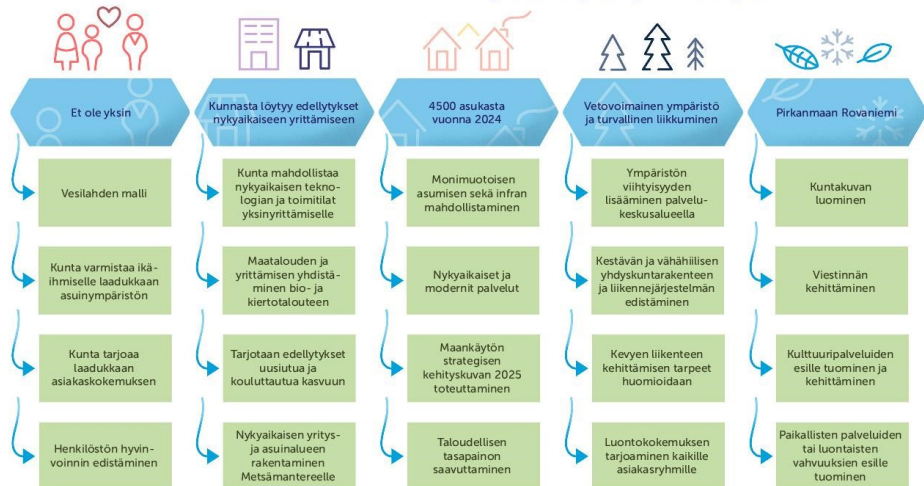 Et ole yksin
Vesilahden malli
Kunta varmistaa ikä-
ihmiselle laadukkaan
asuinympäristön
Kunta tarjoaa
laadukkaan
asiakaskokemuksen
Henkilöstön hyvin-
voinnin edistäminen
Kunnasta löytyy edellytykset
nykyaikaiseen yrittämiseen
Kunta mahdollistaa
nykyaikaisen tekno-
logian ja toimitilat
yksinyrittämiselle
Maatalouden ja
yrittämisen yhdistä-
minen bio- ja
kiertotalouteen
Tarjotaan edellytykset
uusiutua ja
kouluttautua kasvuun
Nykyaikaisen yritys-
ja asuinalueen
rakentaminen
Metsämantereelle
4500 asukasta
vuonna 2024
Monimuotoisen
asumisen sekä infran
mahdollistaminen
Nykyaikaiset ja
modernit palvelut
Maankäytön
strategisen
kehityskuvan 2025
toteuttaminen
Taloudellisen
tasapainon
saavuttaminen
Vetovoimainen ympäristö
ja turvallinen liikkuminen
Ympäristön
viihtyisyyden
lisääminen palvelu-
keskusalueella
Kestävän ja vähähiilisen
yhdyskuntarakenteen
ja liikennejärjestelmän
edistäminen
Kevyen liikenteen
kehittämisen tarpeet
huomioidaan
Luontokokemuksen
tarjoaminen kaikille
asiakasryhmille
Pirkanmaan Rovaniemi
Kuntakuvan
luominen
Viestinnän
kehittäminen
Kulttuuripalveluiden
esille tuominen ja
kehittäminen
Paikallisten palveluiden
tai luontaisten
vahvuuksien esille
tuominen